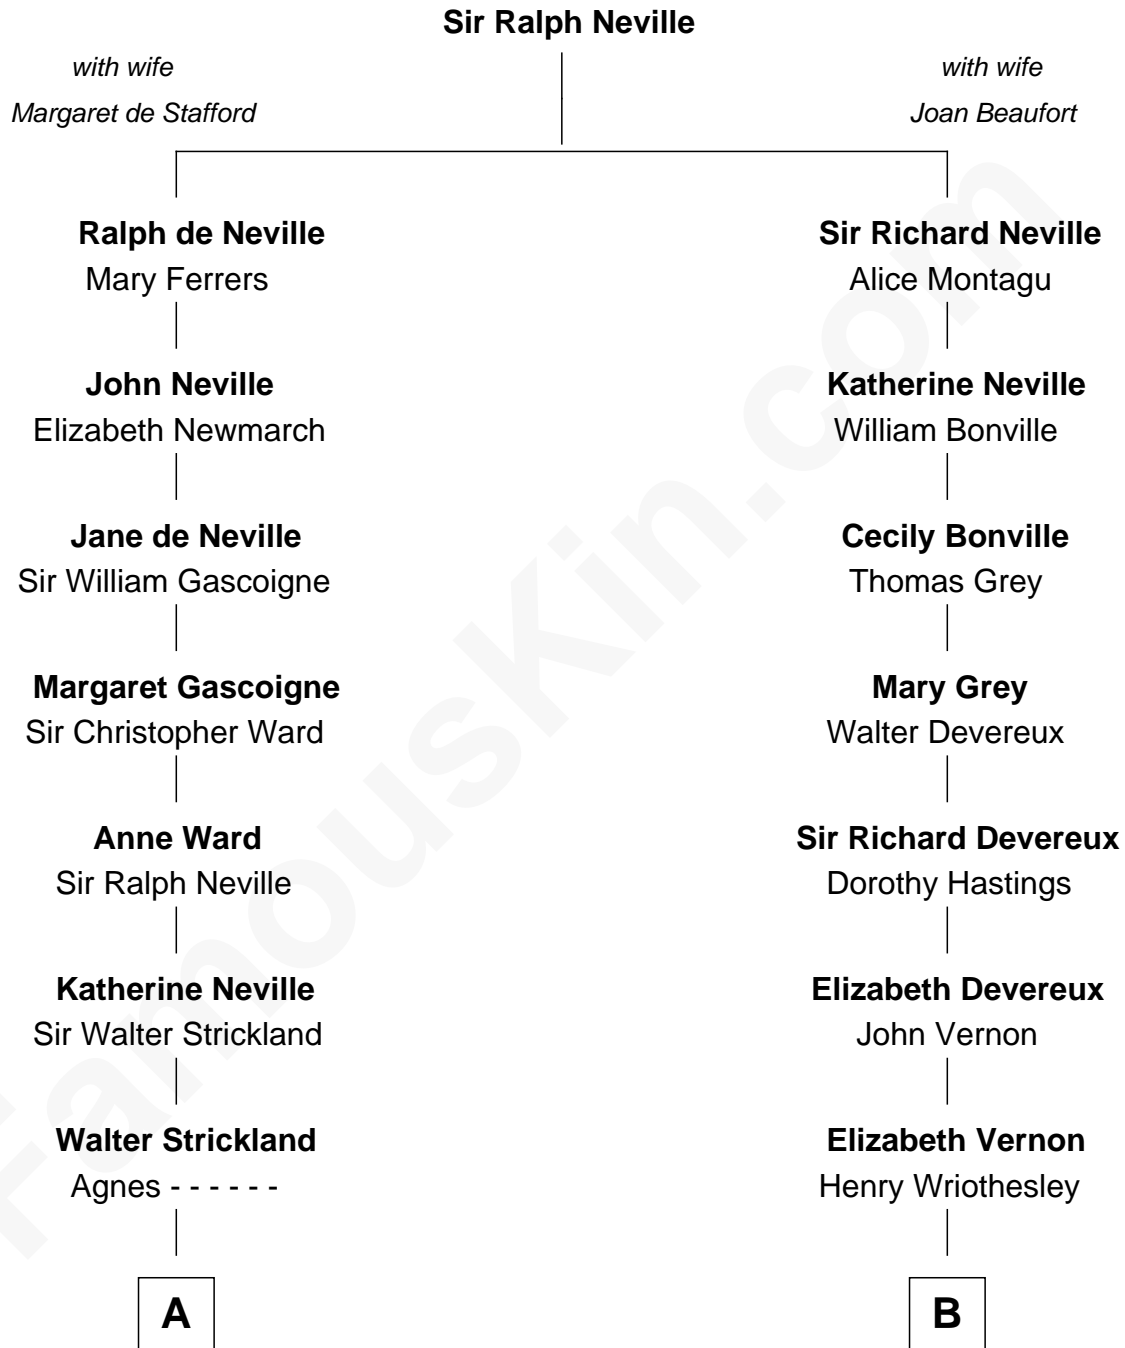 Sir Ralph Neville
with wife
Margaret de Stafford
with wife
Joan Beaufort
Ralph de Neville
Mary Ferrers
Sir Richard Neville
Alice Montagu
John Neville
Elizabeth Newmarch
Katherine Neville
William Bonville
Jane de Neville
Sir William Gascoigne
Cecily Bonville
Thomas Grey
Margaret Gascoigne
Sir Christopher Ward
Mary Grey
Walter Devereux
Anne Ward
Sir Ralph Neville
Sir Richard Devereux
Dorothy Hastings
Katherine Neville
Sir Walter Strickland
Elizabeth Devereux
John Vernon
Walter Strickland
Agnes - - - - - -
Elizabeth Vernon
Henry Wriothesley
A
B
FamousKin.com